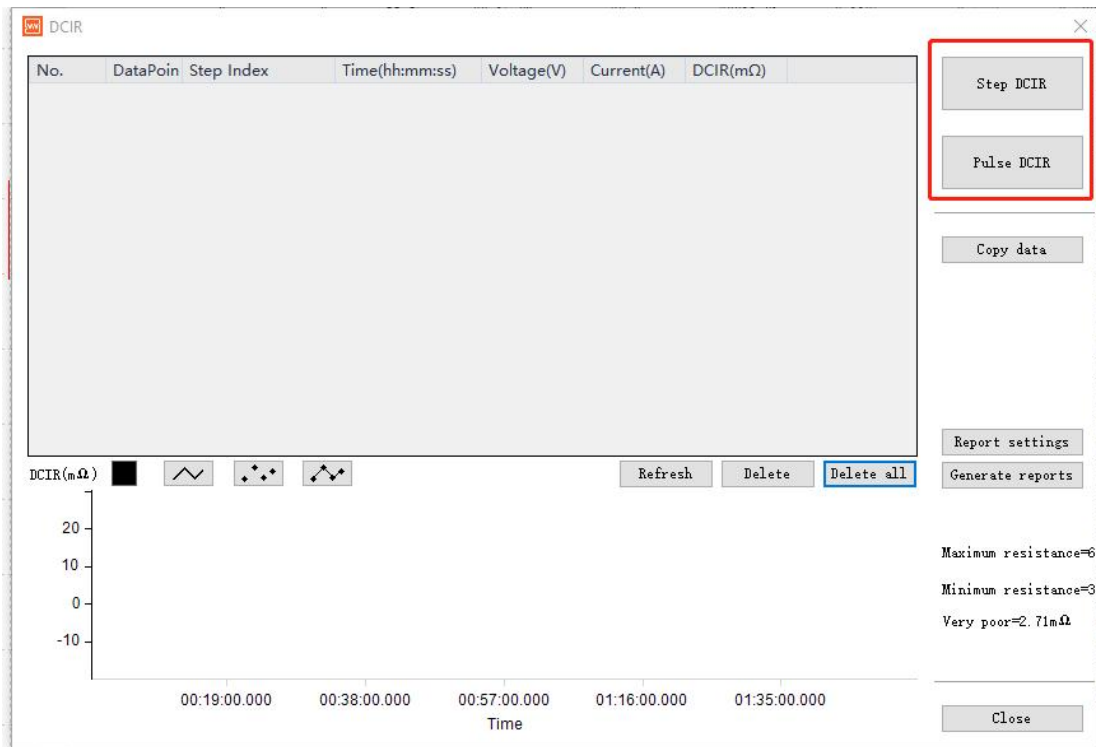 DCIR
No. DataPoin Step Index Time(hh:mm:ss) Voltage(V) Current(A) DCIR(mΩ)
Step DCIR
Pulse DCIR
Copy data
Report settings
DCIR(mΩ) Refresh Delete Delete all Generate reports
20
10
0
-10
Maximum resistance=6
Minimum resistance=3
Very poor=2.71mΩ
00:19:00.000 00:38:00.000 00:57:00.000 01:16:00.000 01:35:00.000
Time
Close